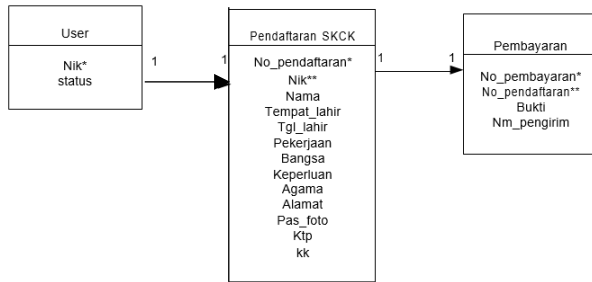 User
Nik*
status
1
1
Pendaftaran SKCK
No_pendaftaran*
Nik**
Nama
Tempat_lahir
Tgl_lahir
Pekerjaan
Bangsa
Keperluan
Agama
Alamat
Pas_foto
Ktp
kk
1
1
Pembayaran
No_pembayaran*
No_pendaftaran**
Bukti
Nm_pengirim